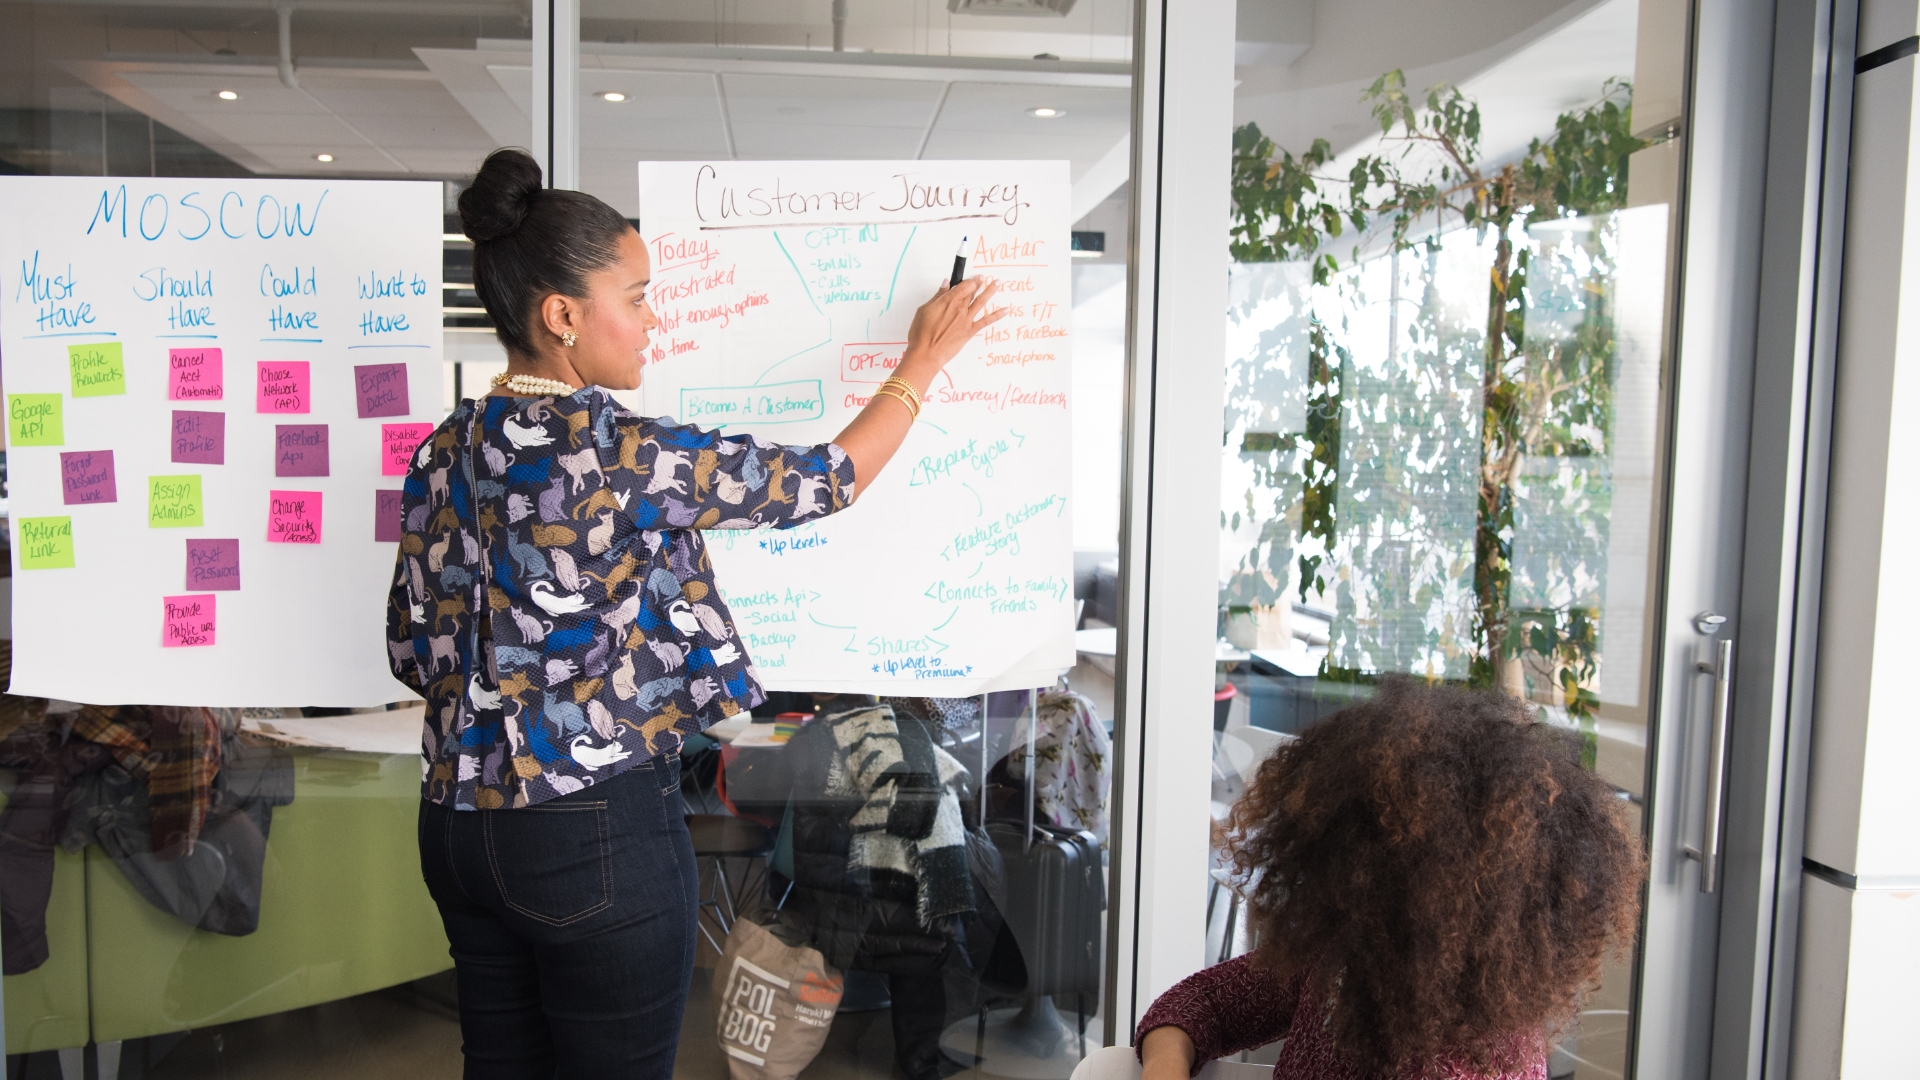 MOSCOW
Must
Have
Should
Have
Could
Have
Want to
Have
Profile
Rewards
Google
API
Forgot
Password
Link
Referral
Link
Cancel
Acct
(Automatic)
Edit
Profile
Assign
Admins
Reset
Password
Provide
Public URL
Access
Choose
Network
(API)
Facebook
Api
Change
Security
(Access)
Export
Data
Disable
Network
Customer Journey
Today:
Frustrated
Not enough options
No time
OPT-IN
-Emails
-Calls
-Webinars
Avatar
F/T
-Has FaceBook
-Smartphone
OPT-out
Becomes A Customer
Survey/feedback
<Repeat
cycle>
<Feature Customer>
Story
<Connects to Family>
Friends
<Shares>
*Up Level to
Premium*
*Up Level*
Connects Api>
-Social
-Backup
Cloud
POL
BOG